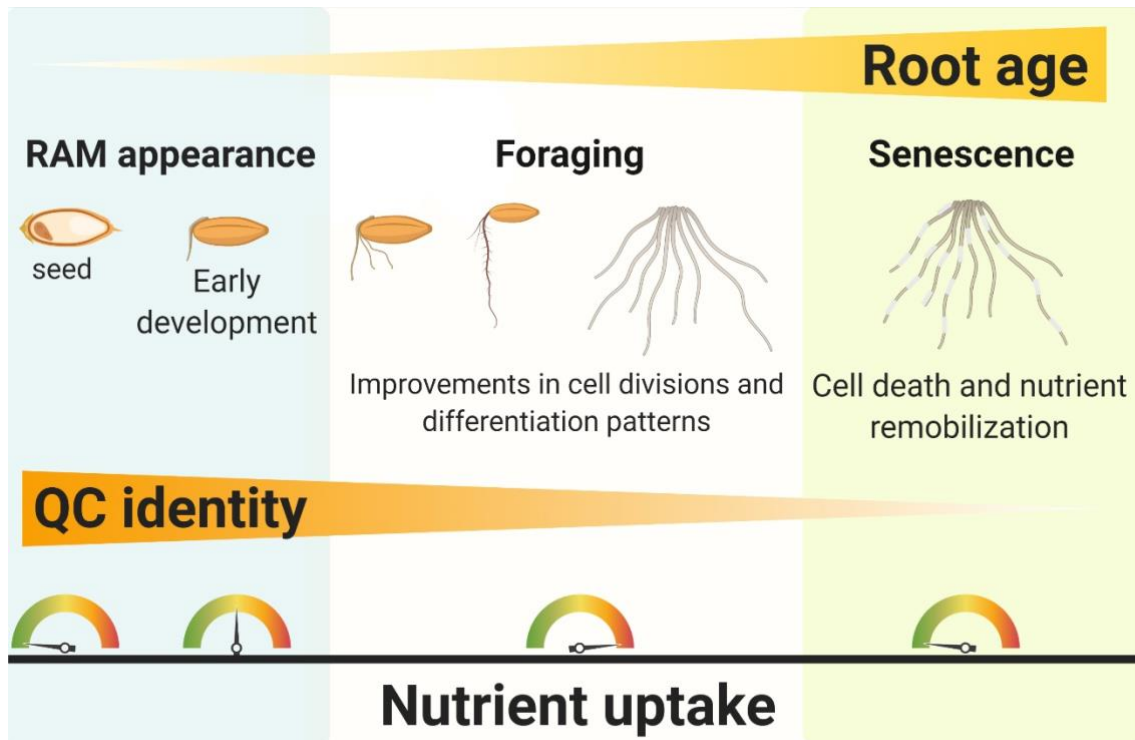 Root age
RAM appearance
Foraging
Senescence
seed
Early
development
Improvements in cell divisions and
differentiation patterns
Cell death and nutrient
remobilization
QC identity
Nutrient uptake